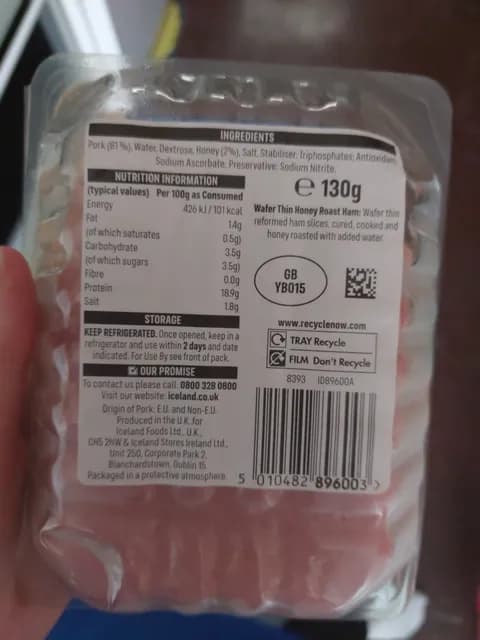 INGREDIENTS
Pork (81 %), Water, Dextrose, Honey (2%), Salt, Stabiliser: Triphosphates; Antioxidant:
Sodium Ascorbate; Preservative: Sodium Nitrite.
NUTRITION INFORMATION
(typical values) Per 100g as Consumed
Energy 426 kJ / 101 kcal
Fat 1.4g
(of which saturates 0.5g)
Carbohydrate 3.5g
(of which sugars 3.5g)
Fibre 0.0g
Protein 18.9g
Salt 1.8g
STORAGE
KEEP REFRIGERATED. Once opened, keep in a
refrigerator and use within 2 days and date
indicated. For Use By see front of pack.
OUR PROMISE
To contact us please call: 0800 328 0800
Visit our website: iceland.co.uk
Origin of Pork: E.U. and Non-E.U.
Produced in the U.K. for
Iceland Foods Ltd., U.K.,
CH5 2NW & Iceland Stores Ireland Ltd.,
Unit 250, Corporate Park 2,
Blanchardstown, Dublin 15.
Packaged in a protective atmosphere.
e 130g
Wafer Thin Honey Roast Ham: Wafer thin
reformed ham slices, cured, cooked and
honey roasted with added water.
GB
YB015
www.recyclenow.com
TRAY Recycle
FILM Don't Recycle
8393 ID89600A
5 010482 896003 >